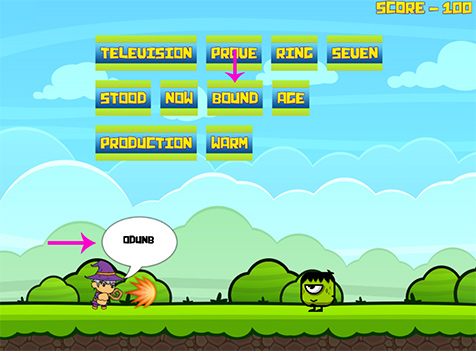 SCORE - 100
TELEVISION PROVE RING SEVEN
STOOD NOW BOUND AGE
PRODUCTION WARM
ODUNB